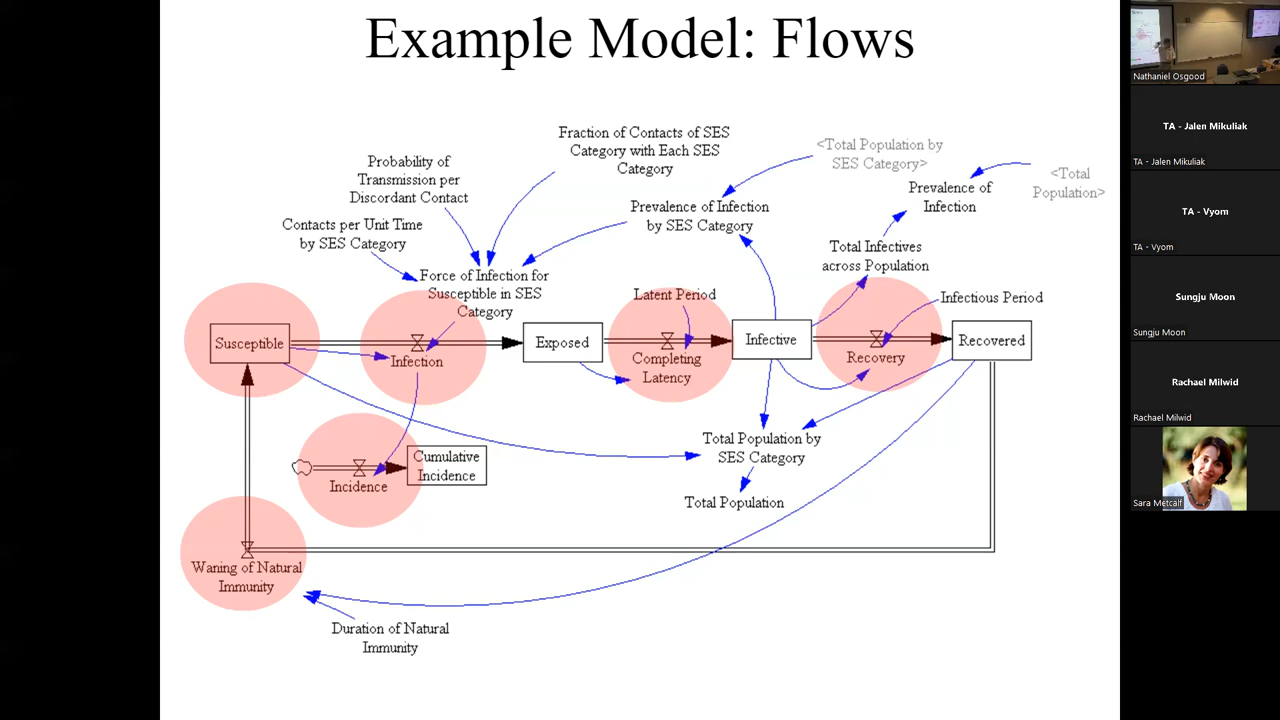 Example Model: Flows
Fraction of Contacts of SES
Category with Each SES
Category
<Total Population by
SES Category>
Probability of
Transmission per
Discordant Contact
<Total
Population>
Prevalence of
Infection
Prevalence of Infection
by SES Category
Contacts per Unit Time
by SES Category
Total Infectives
across Population
Force of Infection for
Susceptible in SES
Category
Latent Period
Infectious Period
Susceptible
Infection
Exposed
Completing
Latency
Infective
Recovery
Recovered
Total Population by
SES Category
Cumulative
Incidence
Incidence
Total Population
Waning of Natural
Immunity
Duration of Natural
Immunity
Nathaniel Osgood
TA - Jalen Mikuliak
TA - Jalen Mikuliak
TA - Vyom
TA - Vyom
Sungju Moon
Sungju Moon
Rachael Milwid
Rachael Milwid
Sara Metcalf